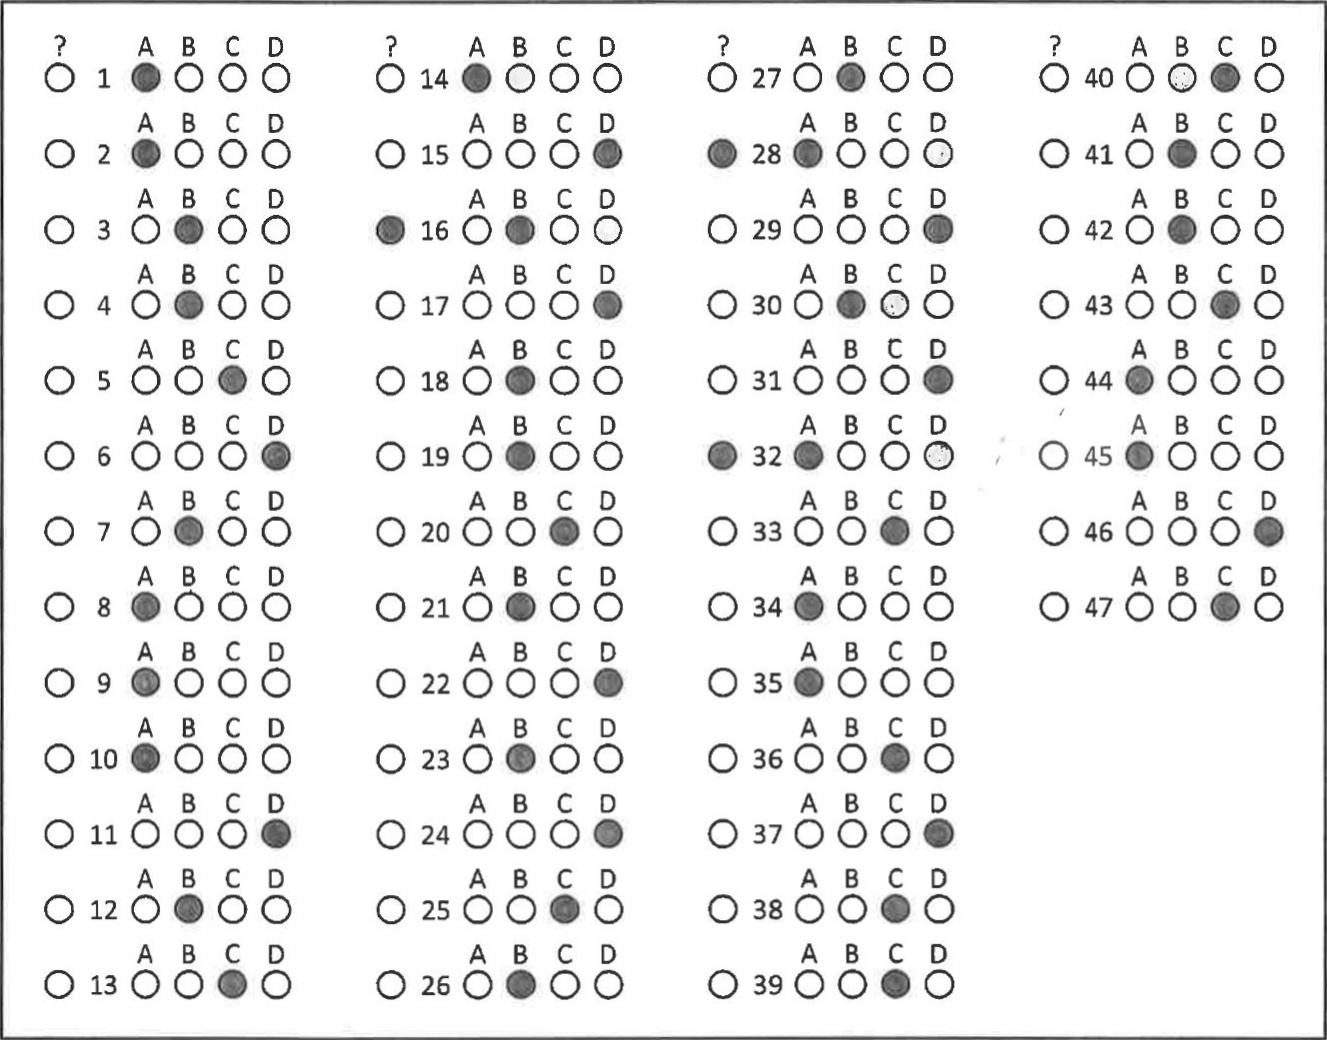 ? A B C D
1
A B C D
2
A B C D
3
A B C D
4
A B C D
5
A B C D
6
A B C D
7
A B C D
8
A B C D
9
A B C D
10
A B C D
11
A B C D
12
A B C D
13
? A B C D
14
A B C D
15
A B C D
16
A B C D
17
A B C D
18
A B C D
19
A B C D
20
A B C D
21
A B C D
22
A B C D
23
A B C D
24
A B C D
25
A B C D
26
? A B C D
27
A B C D
28
A B C D
29
A B C D
30
A B C D
31
A B C D
32
A B C D
33
A B C D
34
A B C D
35
A B C D
36
A B C D
37
A B C D
38
A B C D
39
? A B C D
40
A B C D
41
A B C D
42
A B C D
43
A B C D
44
A B C D
45
A B C D
46
A B C D
47